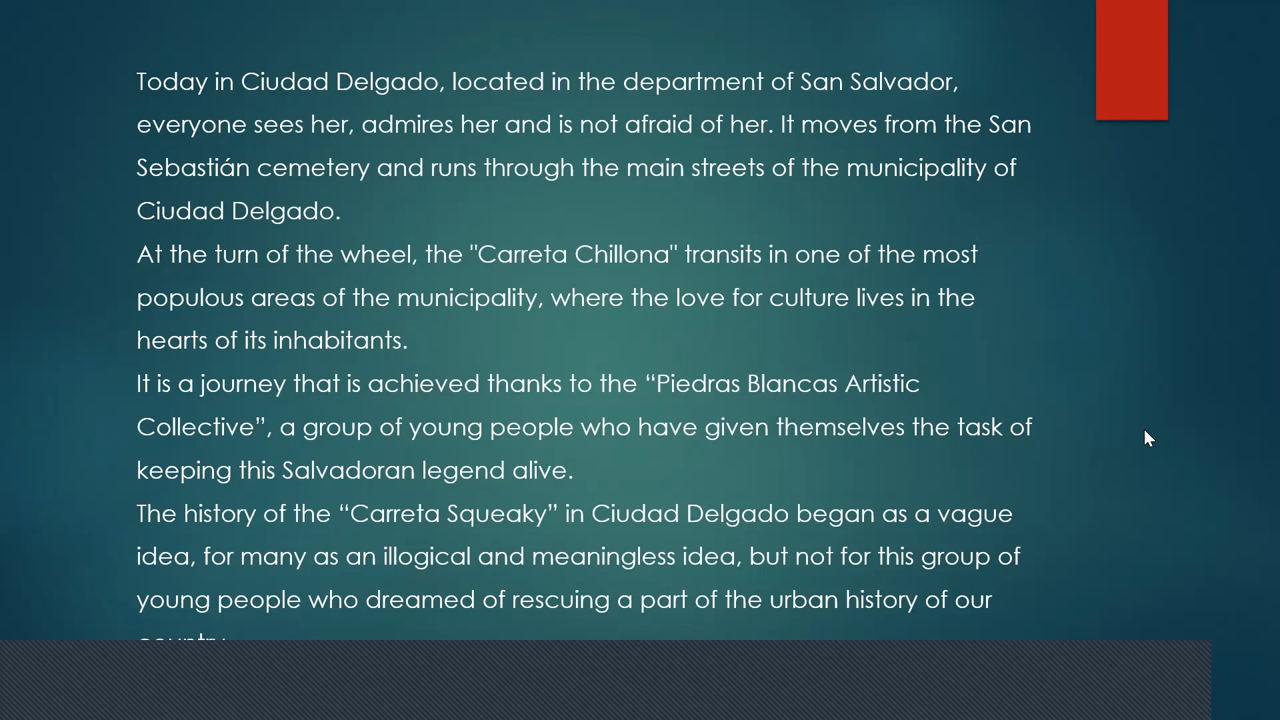 Today in Ciudad Delgado, located in the department of San Salvador,
everyone sees her, admires her and is not afraid of her. It moves from the San
Sebastián cemetery and runs through the main streets of the municipality of
Ciudad Delgado.
At the turn of the wheel, the "Carreta Chillona" transits in one of the most
populous areas of the municipality, where the love for culture lives in the
hearts of its inhabitants.
It is a journey that is achieved thanks to the “Piedras Blancas Artistic
Collective”, a group of young people who have given themselves the task of
keeping this Salvadoran legend alive.
The history of the “Carreta Squeaky” in Ciudad Delgado began as a vague
idea, for many as an illogical and meaningless idea, but not for this group of
young people who dreamed of rescuing a part of the urban history of our
country.